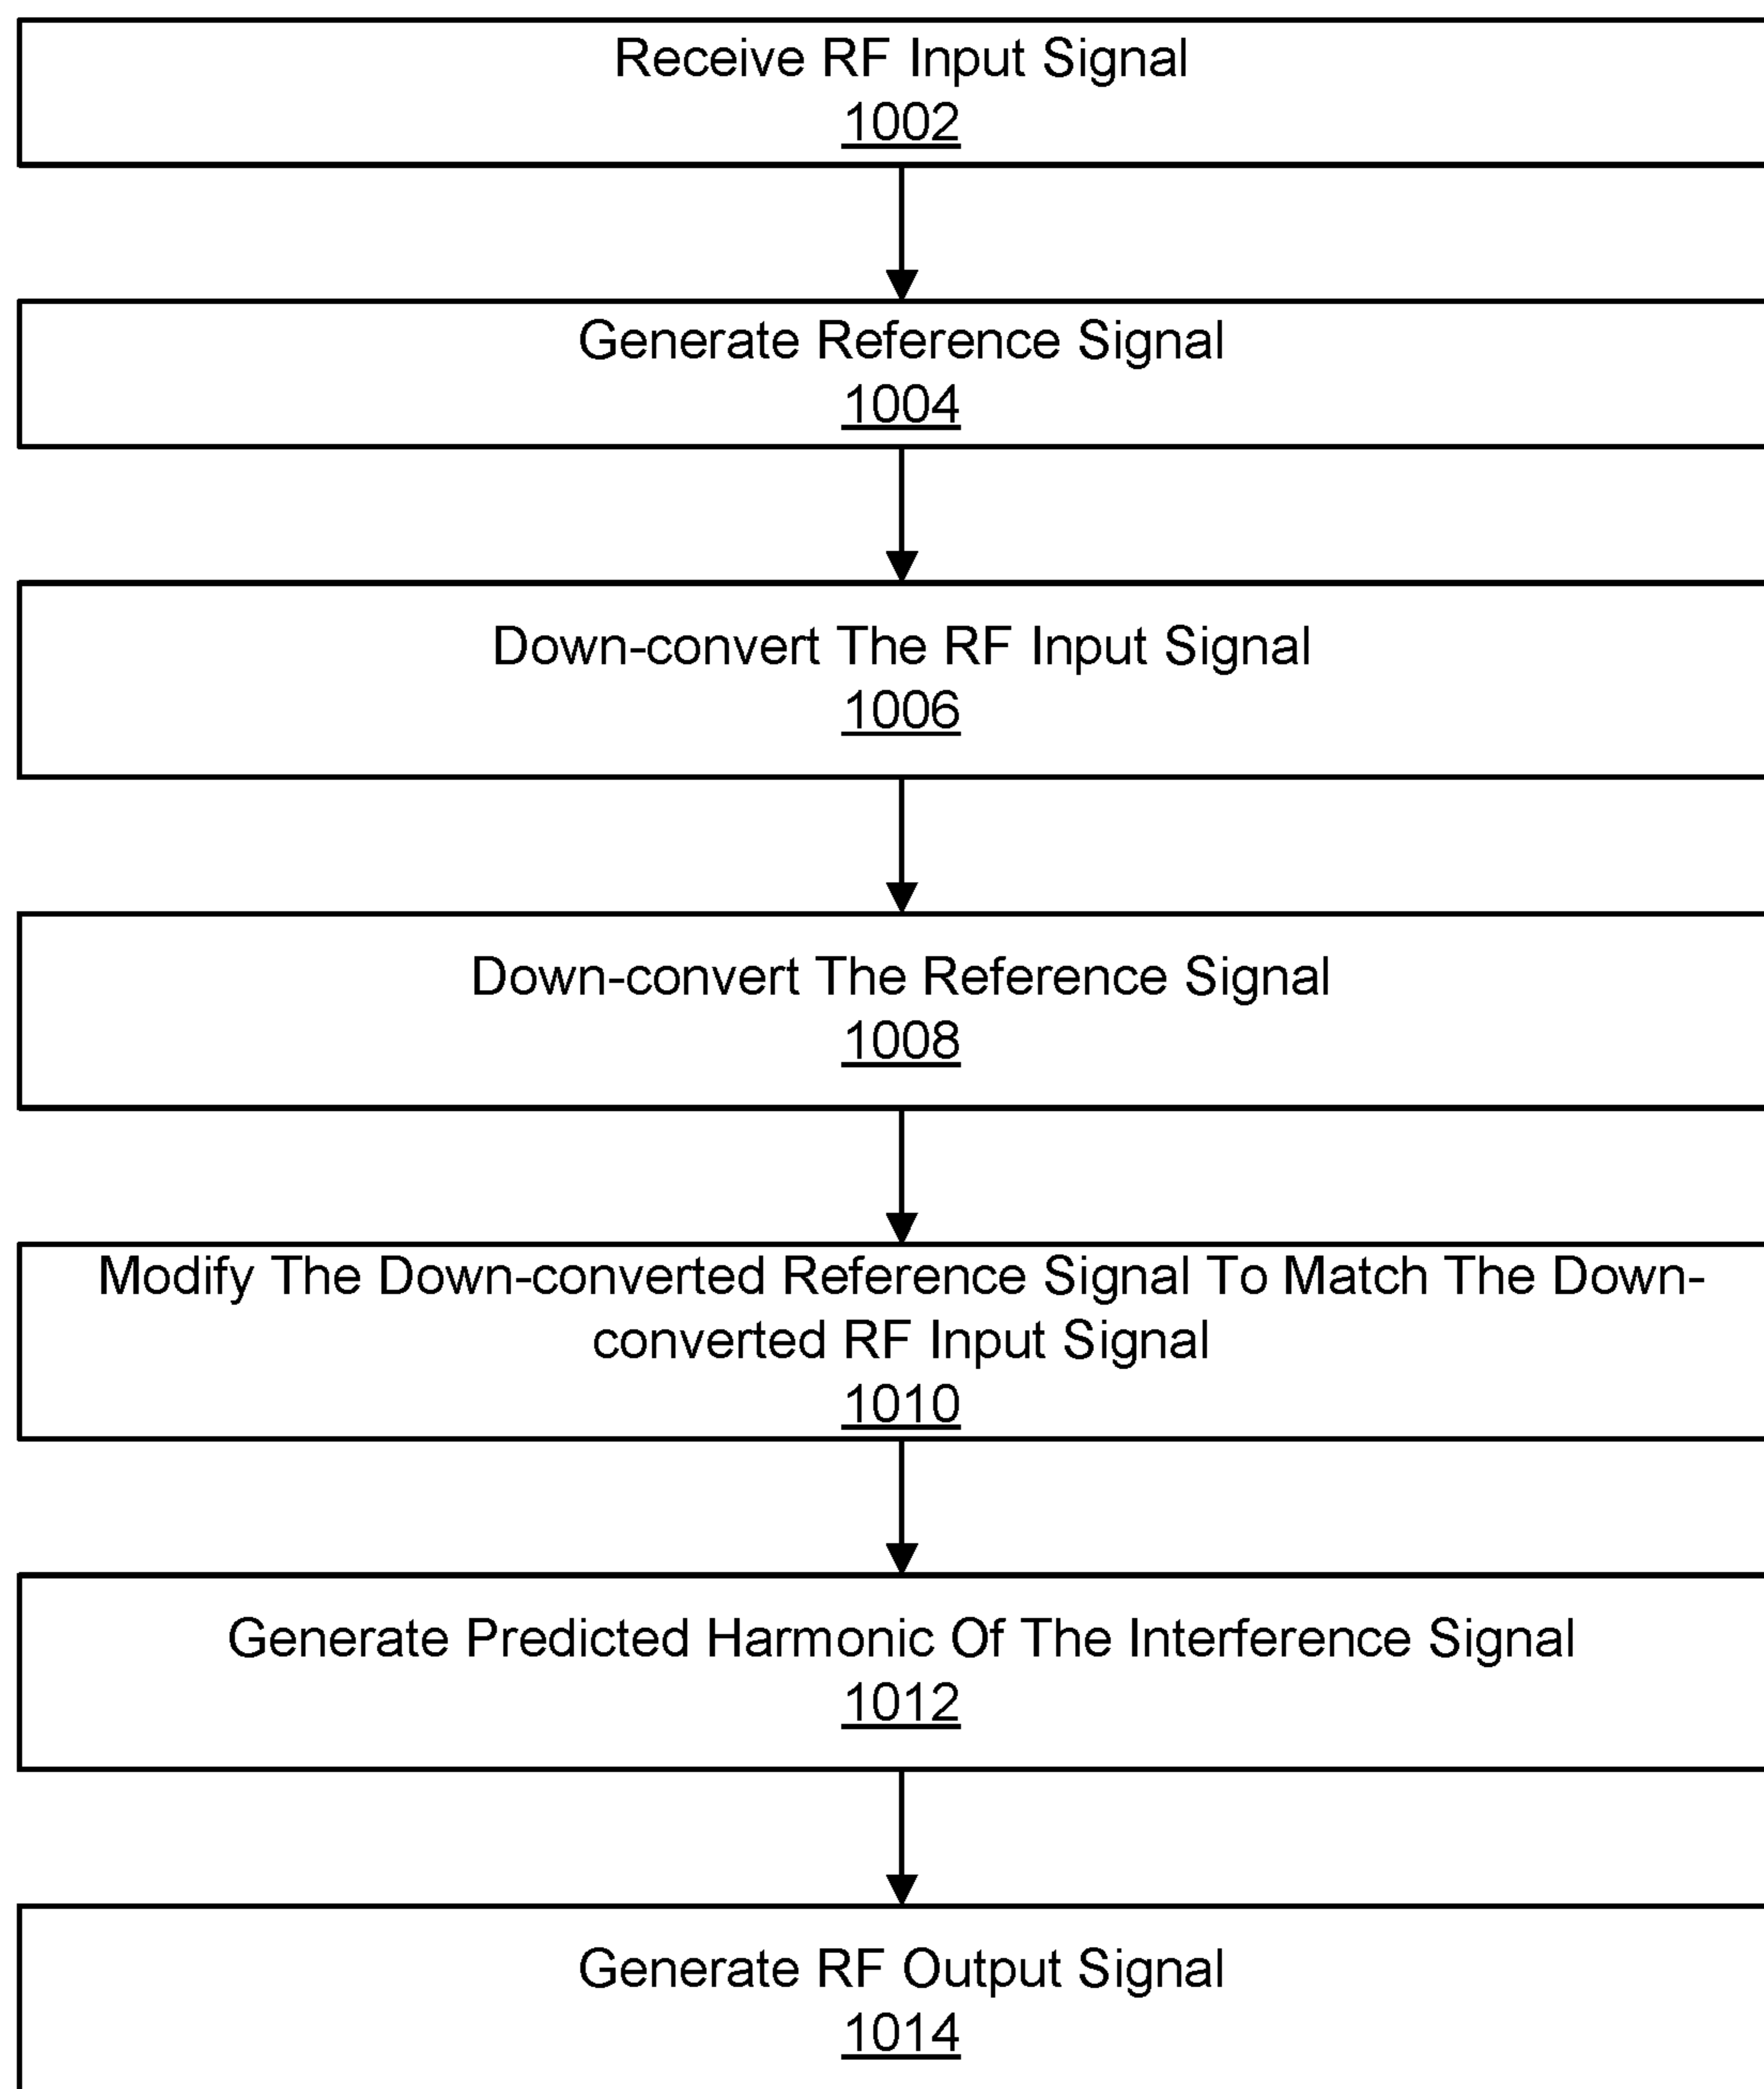 Receive RF Input Signal
1002
Generate Reference Signal
1004
Down-convert The RF Input Signal
1006
Down-convert The Reference Signal
1008
Modify The Down-converted Reference Signal To Match The Down-
converted RF Input Signal
1010
Generate Predicted Harmonic Of The Interference Signal
1012
Generate RF Output Signal
1014